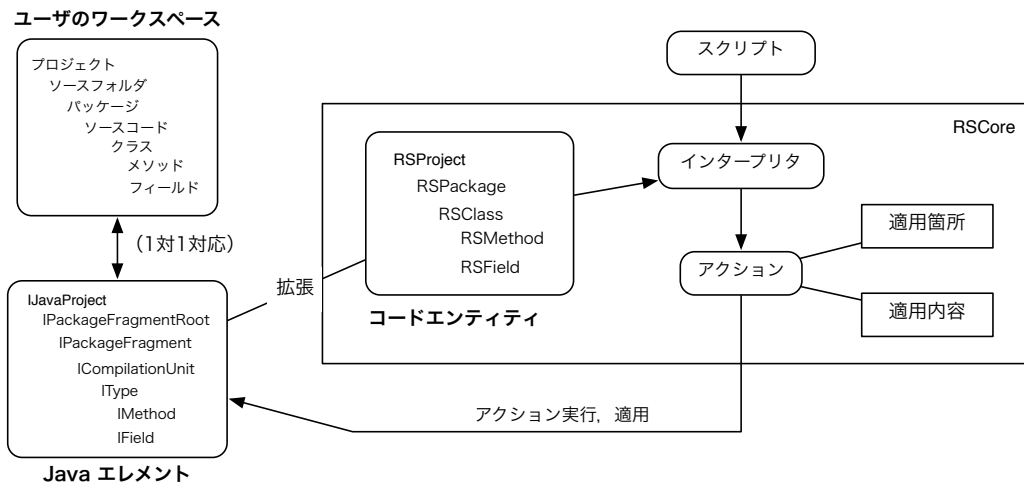 ユーザのワークスペース
プロジェクト
ソースフォルダ
パッケージ
ソースコード
クラス
メソッド
フィールド
(1対1対応)
IJavaProject
IPackageFragmentRoot
IPackageFragment
ICompilationUnit
IType
IMethod
IField
Java エレメント
拡張
RSProject
RSPackage
RSClass
RSMethod
RSField
コードエンティティ
スクリプト
RSCore
インタープリタ
アクション
適用箇所
適用内容
アクション実行，適用